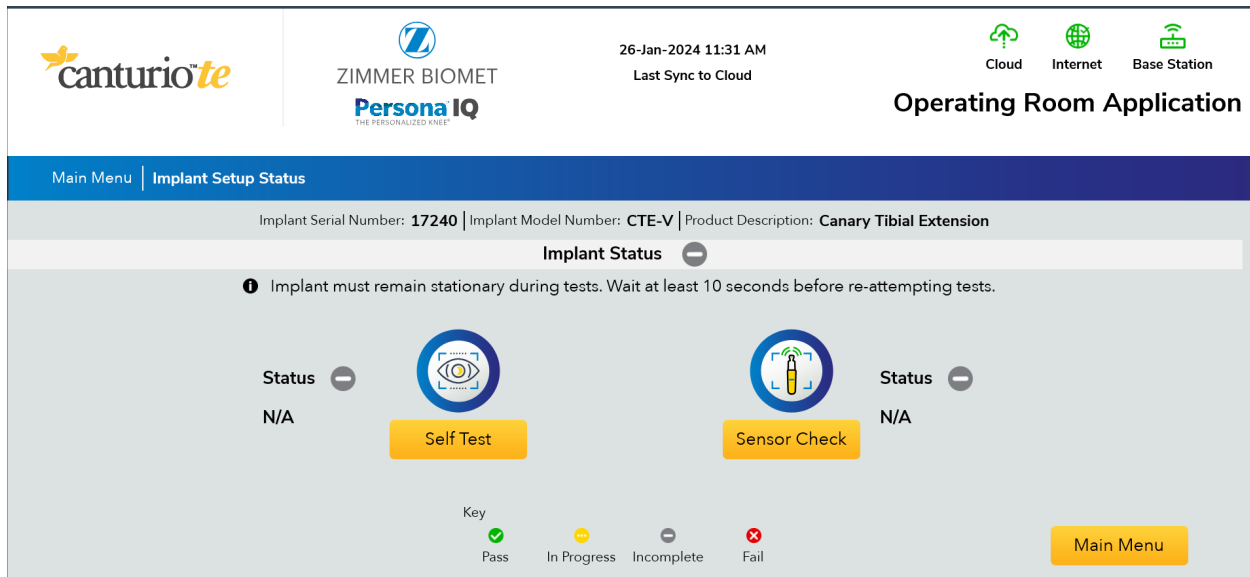 canturio™te
ZIMMER BIOMET
Persona IQ
THE PERSONALIZED KNEE®
26-Jan-2024 11:31 AM
Last Sync to Cloud
Cloud Internet Base Station
Operating Room Application
Main Menu | Implant Setup Status
Implant Serial Number: 17240 | Implant Model Number: CTE-V | Product Description: Canary Tibial Extension
Implant Status
Implant must remain stationary during tests. Wait at least 10 seconds before re-attempting tests.
Status
N/A
Self Test
Sensor Check
Status
N/A
Key
Pass In Progress Incomplete Fail
Main Menu